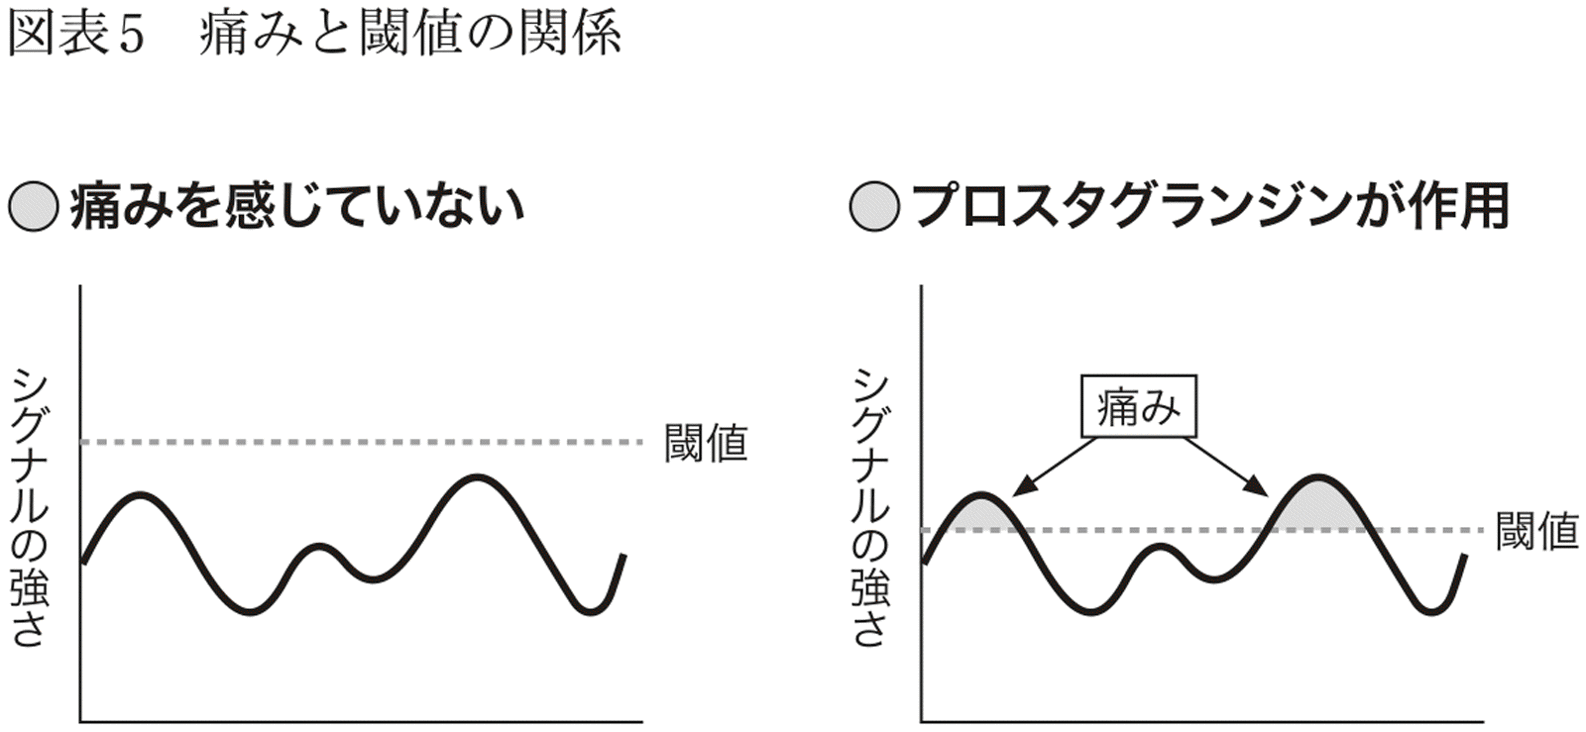 図表5　痛みと閾値の関係
痛みを感じていない
シグナルの強さ
閾値
プロスタグランジンが作用
シグナルの強さ
痛み
閾値